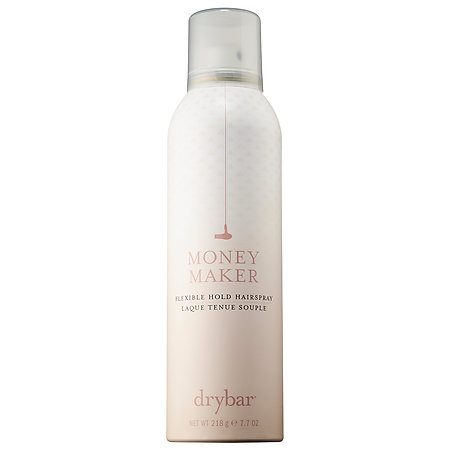 MONEY
MAKER
FLEXIBLE HOLD HAIRSPRAY
LAQUE TENUE SOUPLE
drybar®
NET WT 218 g ℮ 7.7 OZ